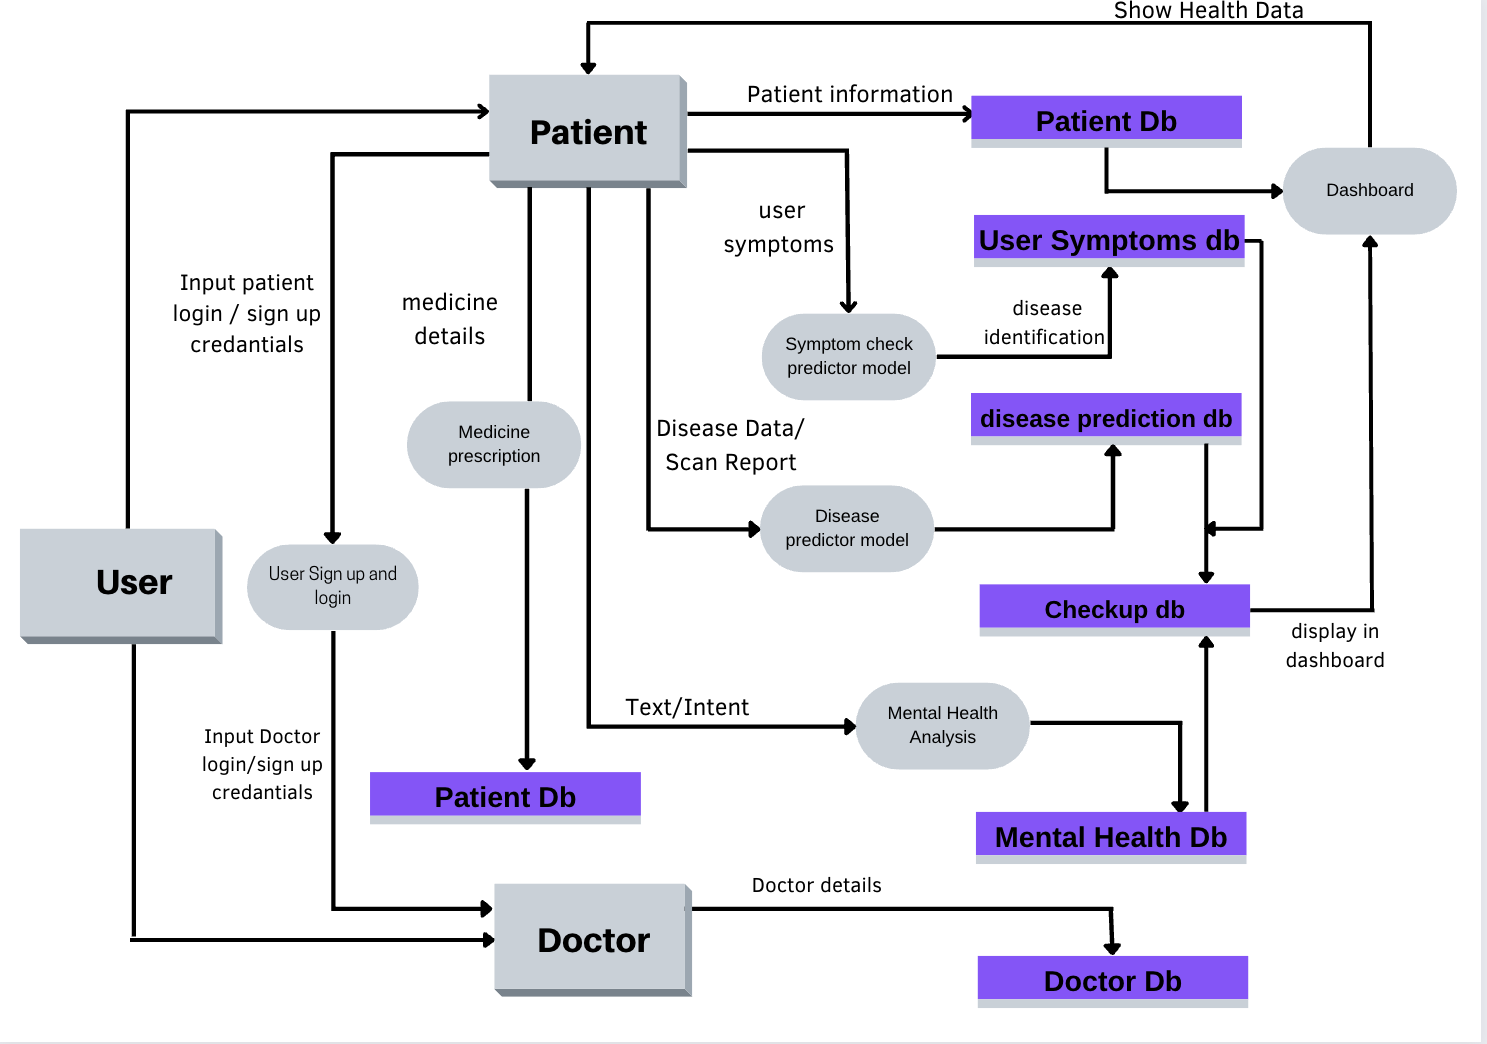 Show Health Data
Patient
Patient information
Patient Db
Dashboard
user
symptoms
User Symptoms db
Input patient
login / sign up
credantials
medicine
details
disease
identification
Symptom check
predictor model
Medicine
prescription
Disease Data/
Scan Report
disease prediction db
Disease
predictor model
User
User Sign up and
login
Checkup db
display in
dashboard
Text/Intent
Mental Health
Analysis
Input Doctor
login/sign up
credantials
Patient Db
Mental Health Db
Doctor details
Doctor
Doctor Db